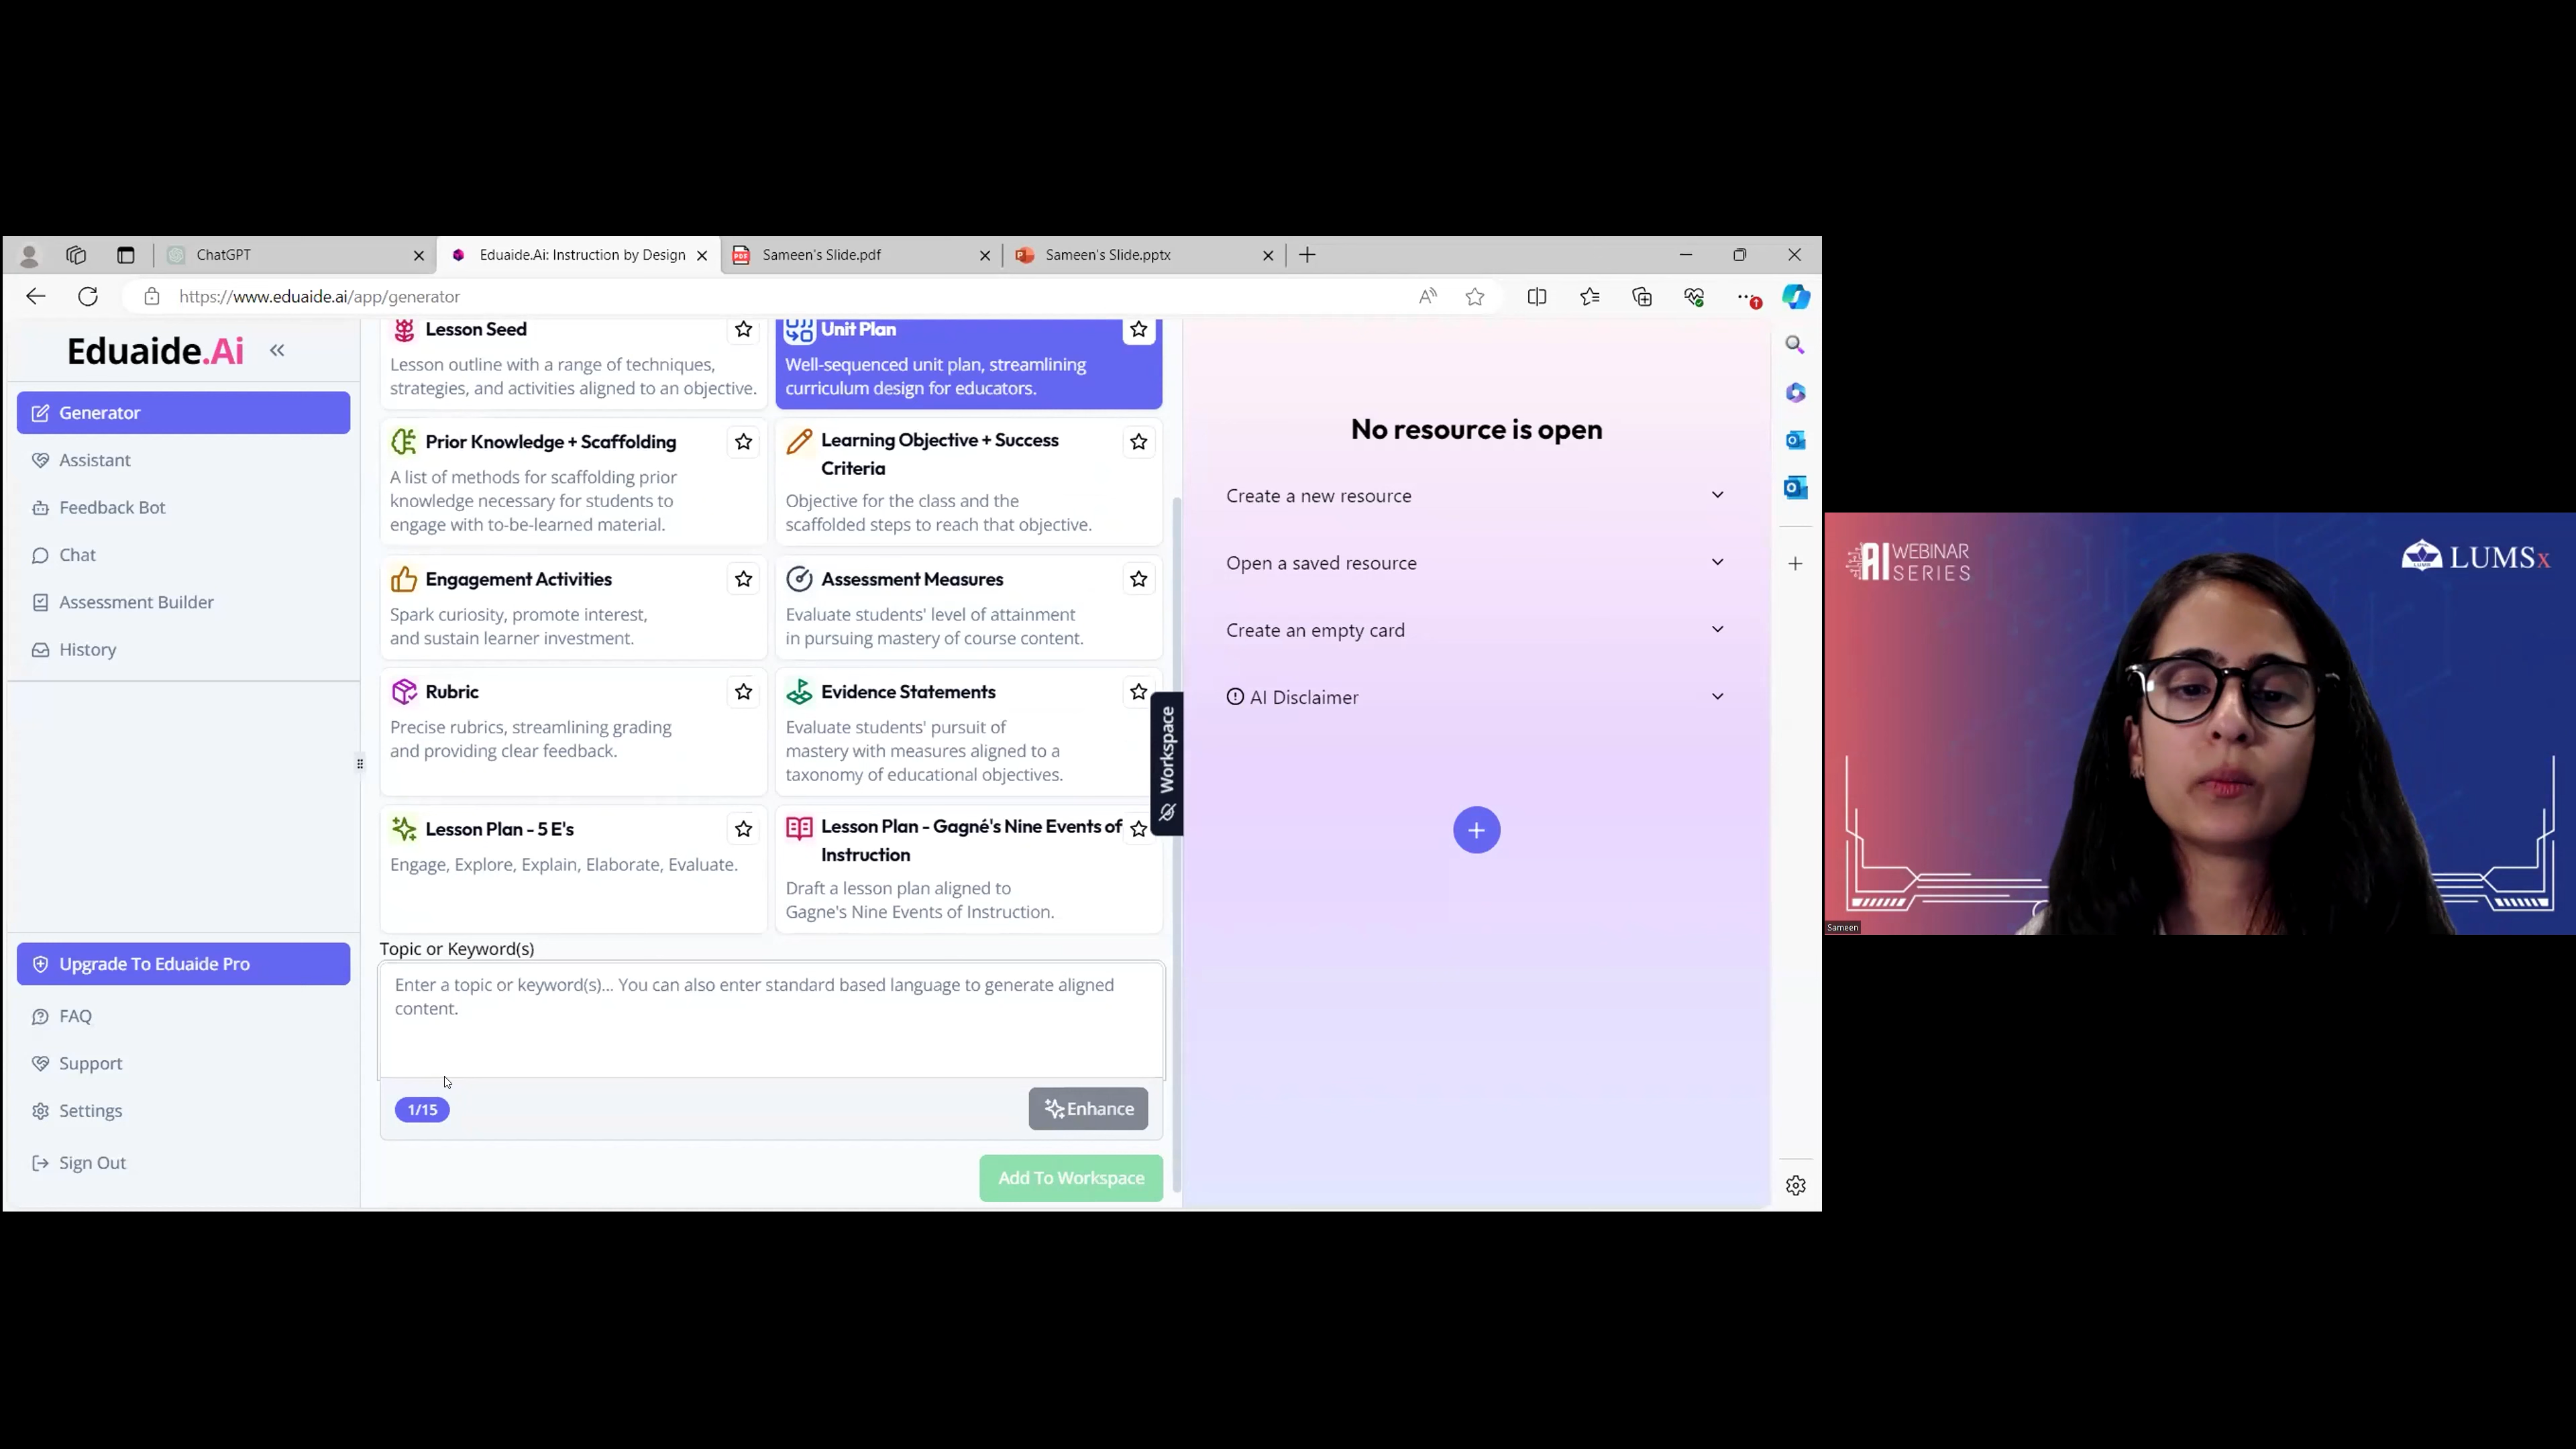 ChatGPT
Eduaide.Ai: Instruction by Design
PDF
Sameen's Slide.pdf
Sameen's Slide.pptx
https://www.eduaide.ai/app/generator
Eduaide.Ai
Generator
Assistant
Feedback Bot
Chat
Assessment Builder
History
Upgrade To Eduaide Pro
FAQ
Support
Settings
Sign Out
Lesson Seed
Lesson outline with a range of techniques,
strategies, and activities aligned to an objective.
Unit Plan
Well-sequenced unit plan, streamlining
curriculum design for educators.
Prior Knowledge + Scaffolding
A list of methods for scaffolding prior
knowledge necessary for students to
engage with to-be-learned material.
Learning Objective + Success
Criteria
Objective for the class and the
scaffolded steps to reach that objective.
Engagement Activities
Spark curiosity, promote interest,
and sustain learner investment.
Assessment Measures
Evaluate students' level of attainment
in pursuing mastery of course content.
Rubric
Precise rubrics, streamlining grading
and providing clear feedback.
Evidence Statements
Evaluate students' pursuit of
mastery with measures aligned to a
taxonomy of educational objectives.
Lesson Plan - 5 E's
Engage, Explore, Explain, Elaborate, Evaluate.
Lesson Plan - Gagné's Nine Events of
Instruction
Draft a lesson plan aligned to
Gagne's Nine Events of Instruction.
Topic or Keyword(s)
Enter a topic or keyword(s)... You can also enter standard based language to generate aligned
content.
1/15
Enhance
Add To Workspace
Workspace
No resource is open
Create a new resource
Open a saved resource
Create an empty card
AI Disclaimer
AI WEBINAR
SERIES
LUMSx
Sameen